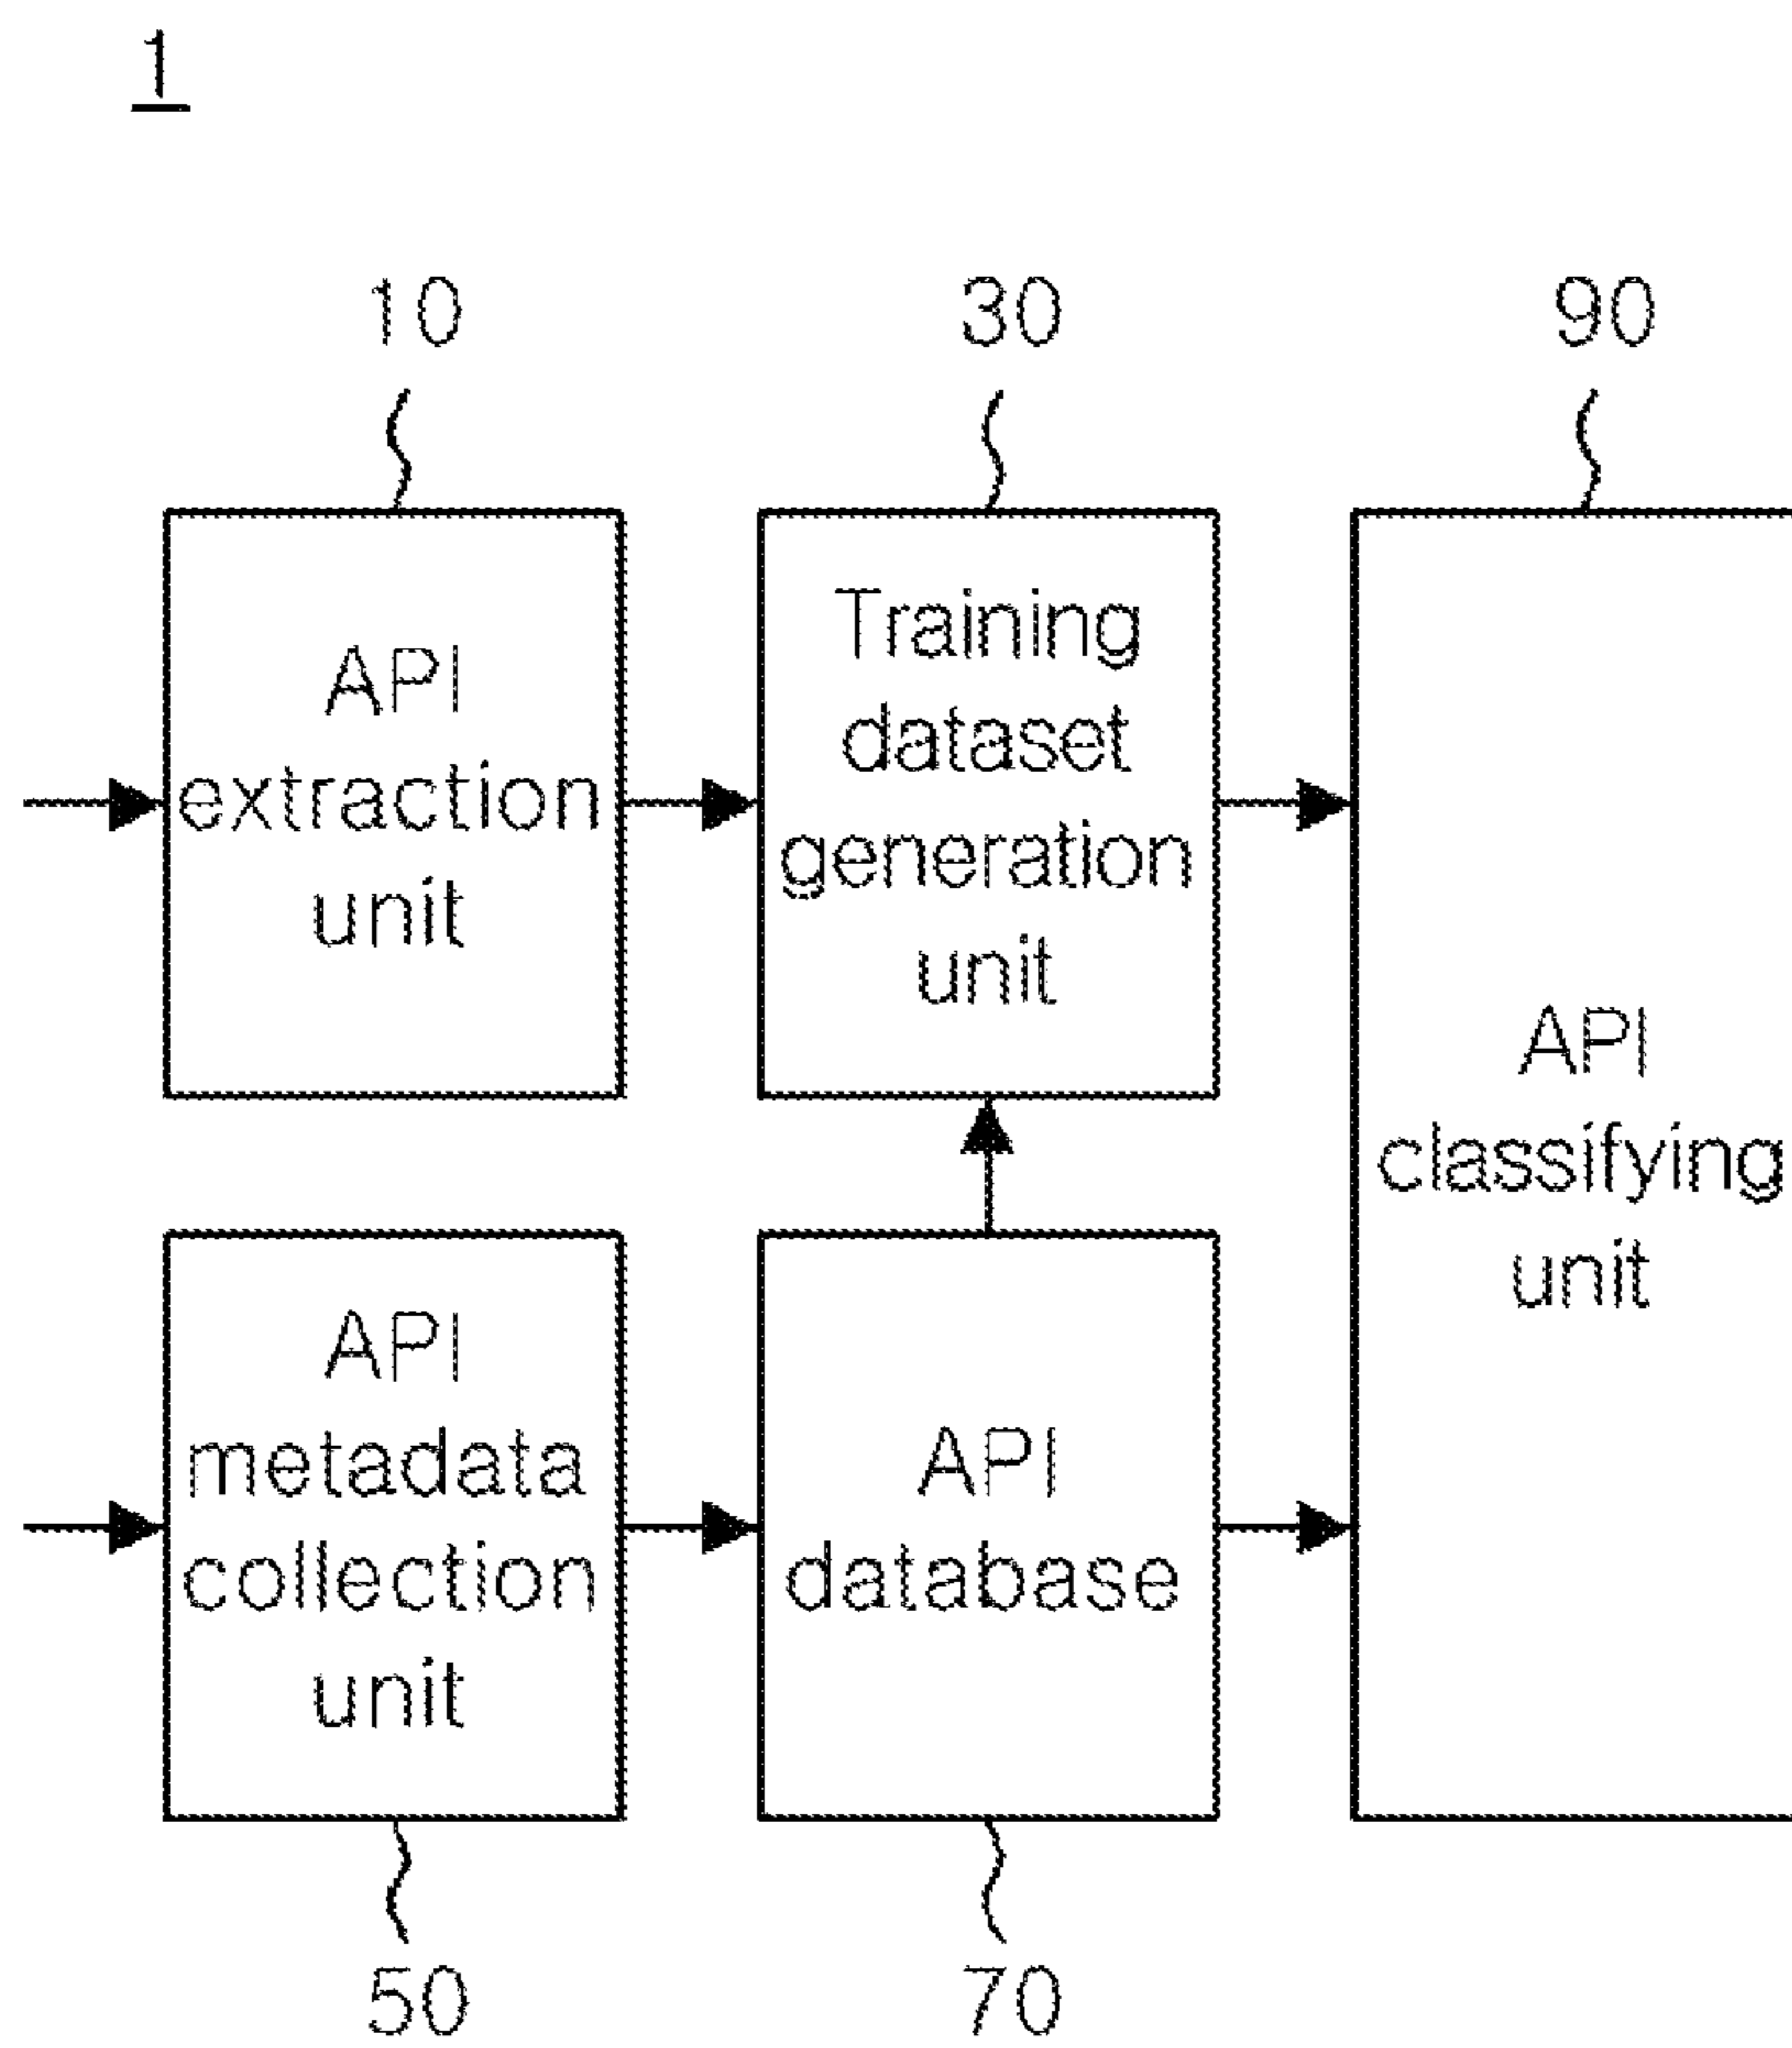 1
10
30
90
API
extraction
unit
Training
dataset
generation
unit
API
classifying
unit
API
metadata
collection
unit
API
database
50
70